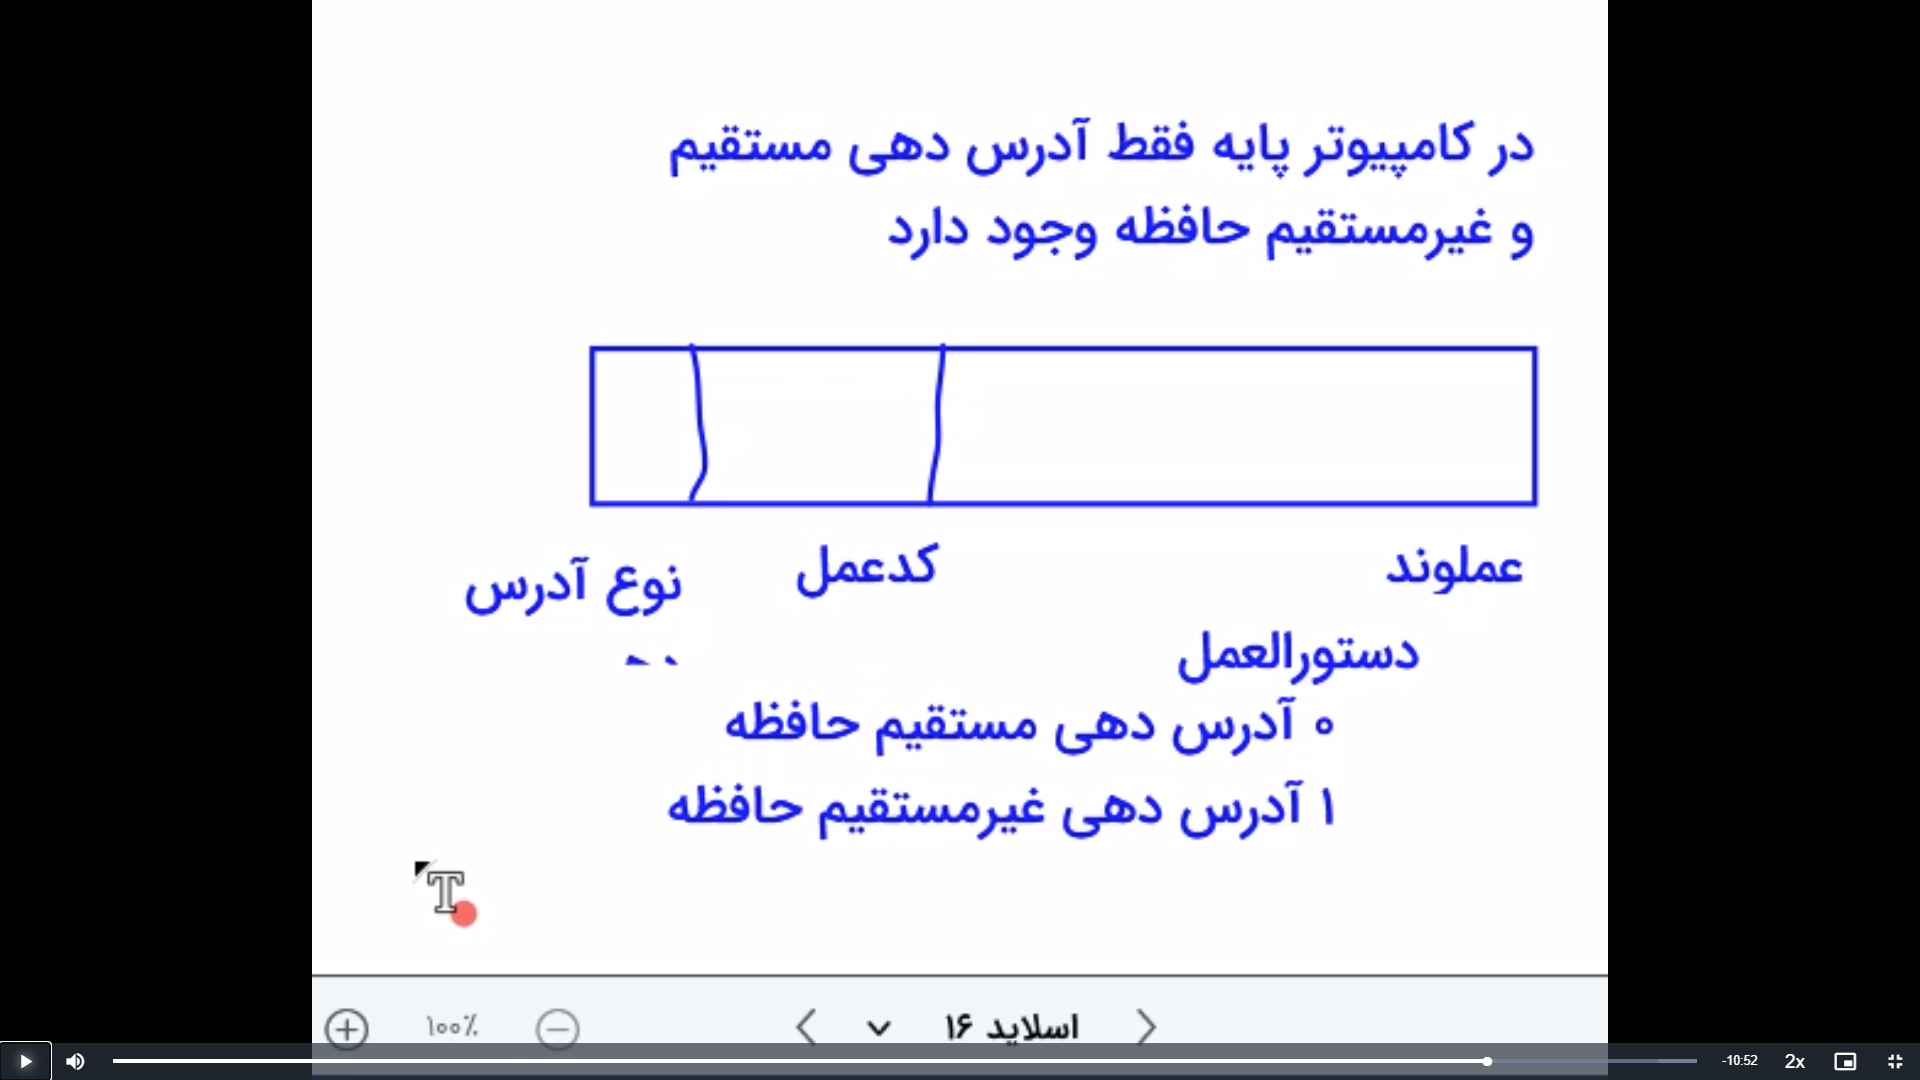 در کامپیوتر پایه فقط آدرس دهی مستقیم
و غیرمستقیم حافظه وجود دارد
عملوند
کدعمل
نوع آدرس
دستورالعمل
۰ آدرس دهی مستقیم حافظه
۱ آدرس دهی غیرمستقیم حافظه
۱۰۰٪
اسلاید ۱۶
-10:52
2x